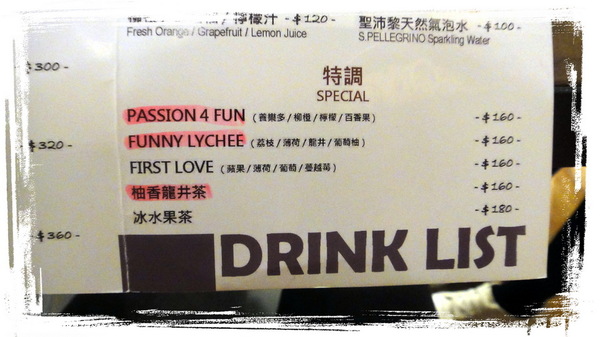 檸檬汁 -$120-
Fresh Orange / Grapefruit / Lemon Juice
聖沛黎天然氣泡水 -$100-
S.PELLEGRINO Sparkling Water
$300-
$320-
$360-
特調
SPECIAL
PASSION 4 FUN (養樂多/柳橙/檸檬/百香果) -$160-
FUNNY LYCHEE (荔枝/薄荷/龍井/葡萄柚) -$160-
FIRST LOVE (蘋果/薄荷/葡萄/蔓越莓) -$160-
柚香龍井茶 -$160-
冰水果茶 -$180-
DRINK LIST